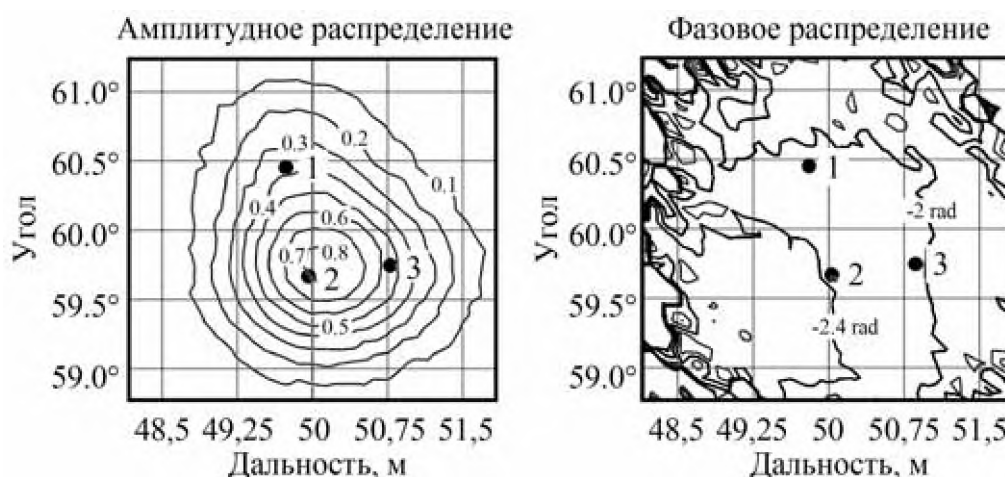 Амплитудное распределение
Угол
61.0°
60.5°
60.0°
59.5°
59.0°
0.2
0.3
0.1
1
0.4
0.6
0.7
0.8
3
2
0.5
48,5 49,25 50 50,75 51,5
Дальность, м
Фазовое распределение
Угол
61.0°
60.5°
60.0°
59.5°
59.0°
1
-2 rad
2
3
-2.4 rad
48,5 49,25 50 50,75 51,5
Дальность, м